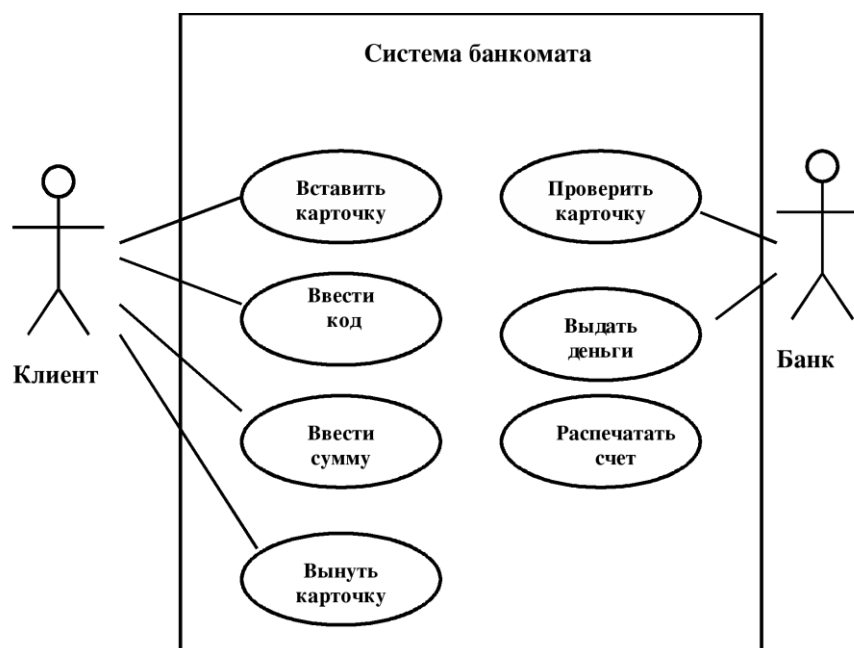 Система банкомата
Вставить
карточку
Проверить
карточку
Ввести
код
Выдать
деньги
Клиент
Банк
Ввести
сумму
Распечатать
счет
Вынуть
карточку